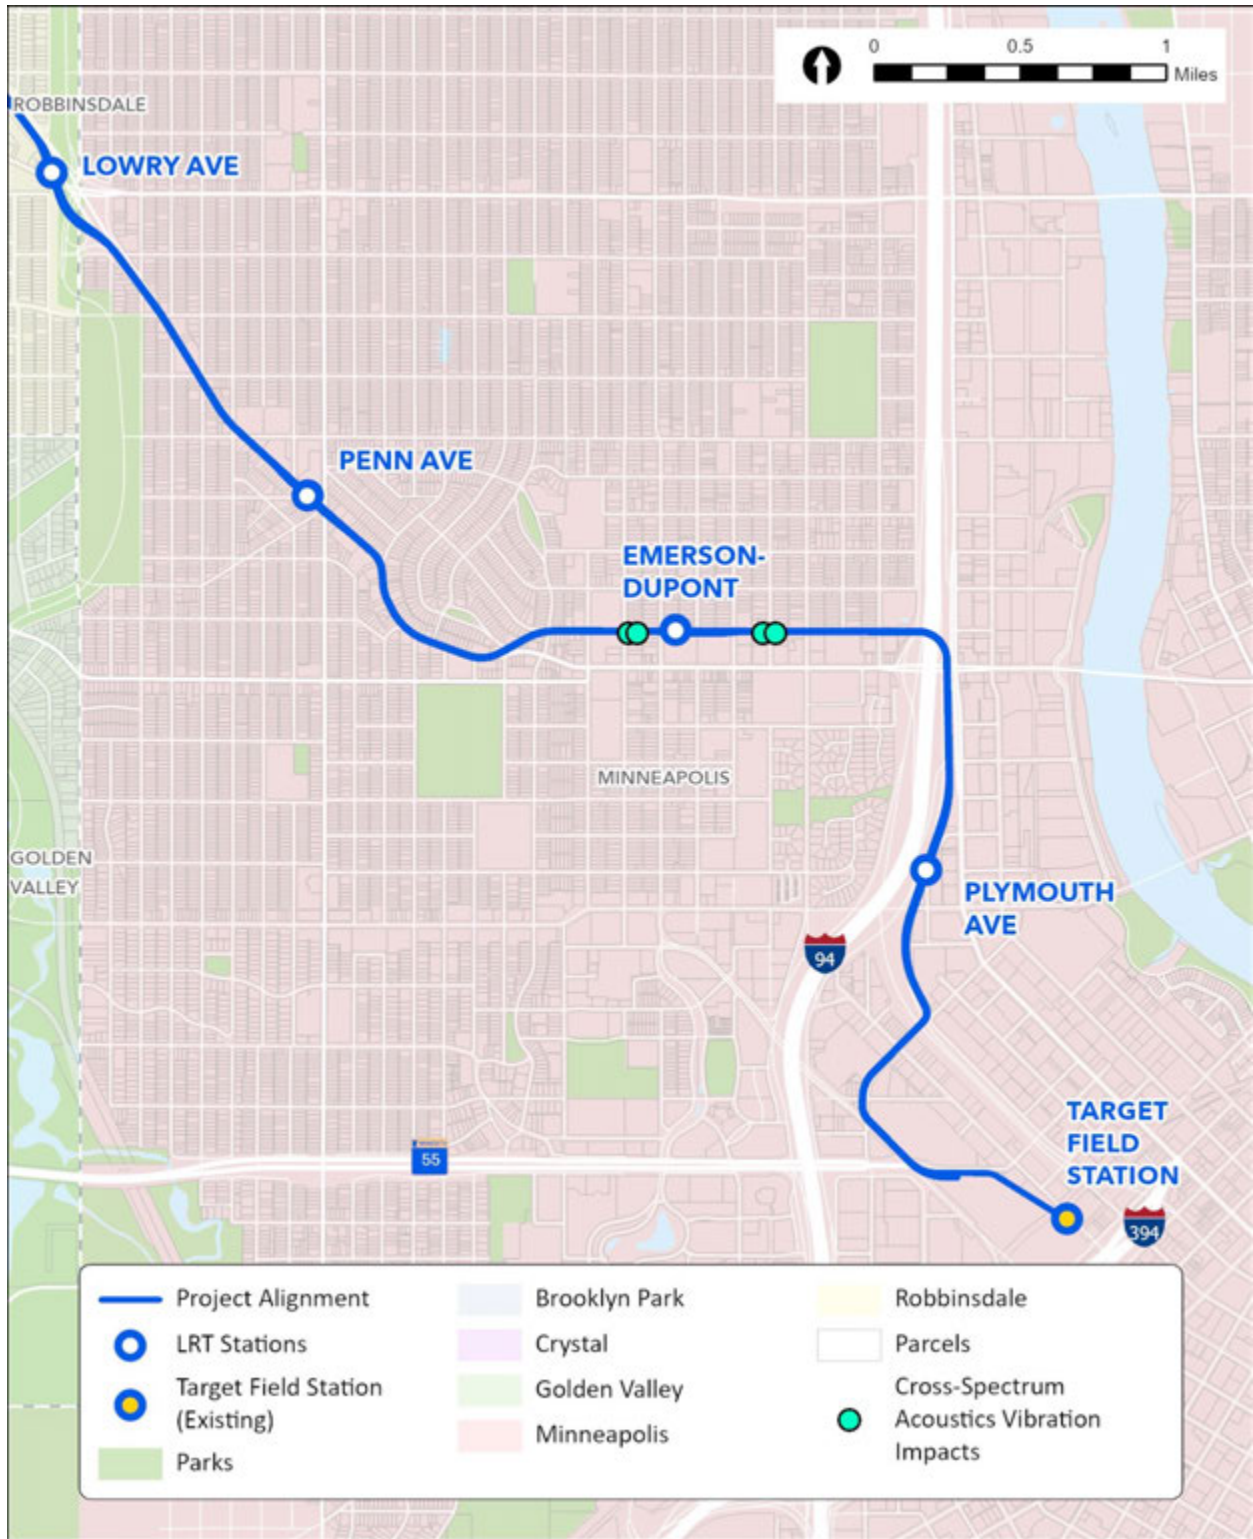 0 0.5 1
Miles
ROBBINSDALE
LOWRY AVE
PENN AVE
EMERSON-
DUPONT
MINNEAPOLIS
GOLDEN
VALLEY
PLYMOUTH
AVE
94
TARGET
FIELD
STATION
55
394
Project Alignment
LRT Stations
Target Field Station
(Existing)
Parks
Brooklyn Park
Crystal
Golden Valley
Minneapolis
Robbinsdale
Parcels
Cross-Spectrum
Acoustics Vibration
Impacts